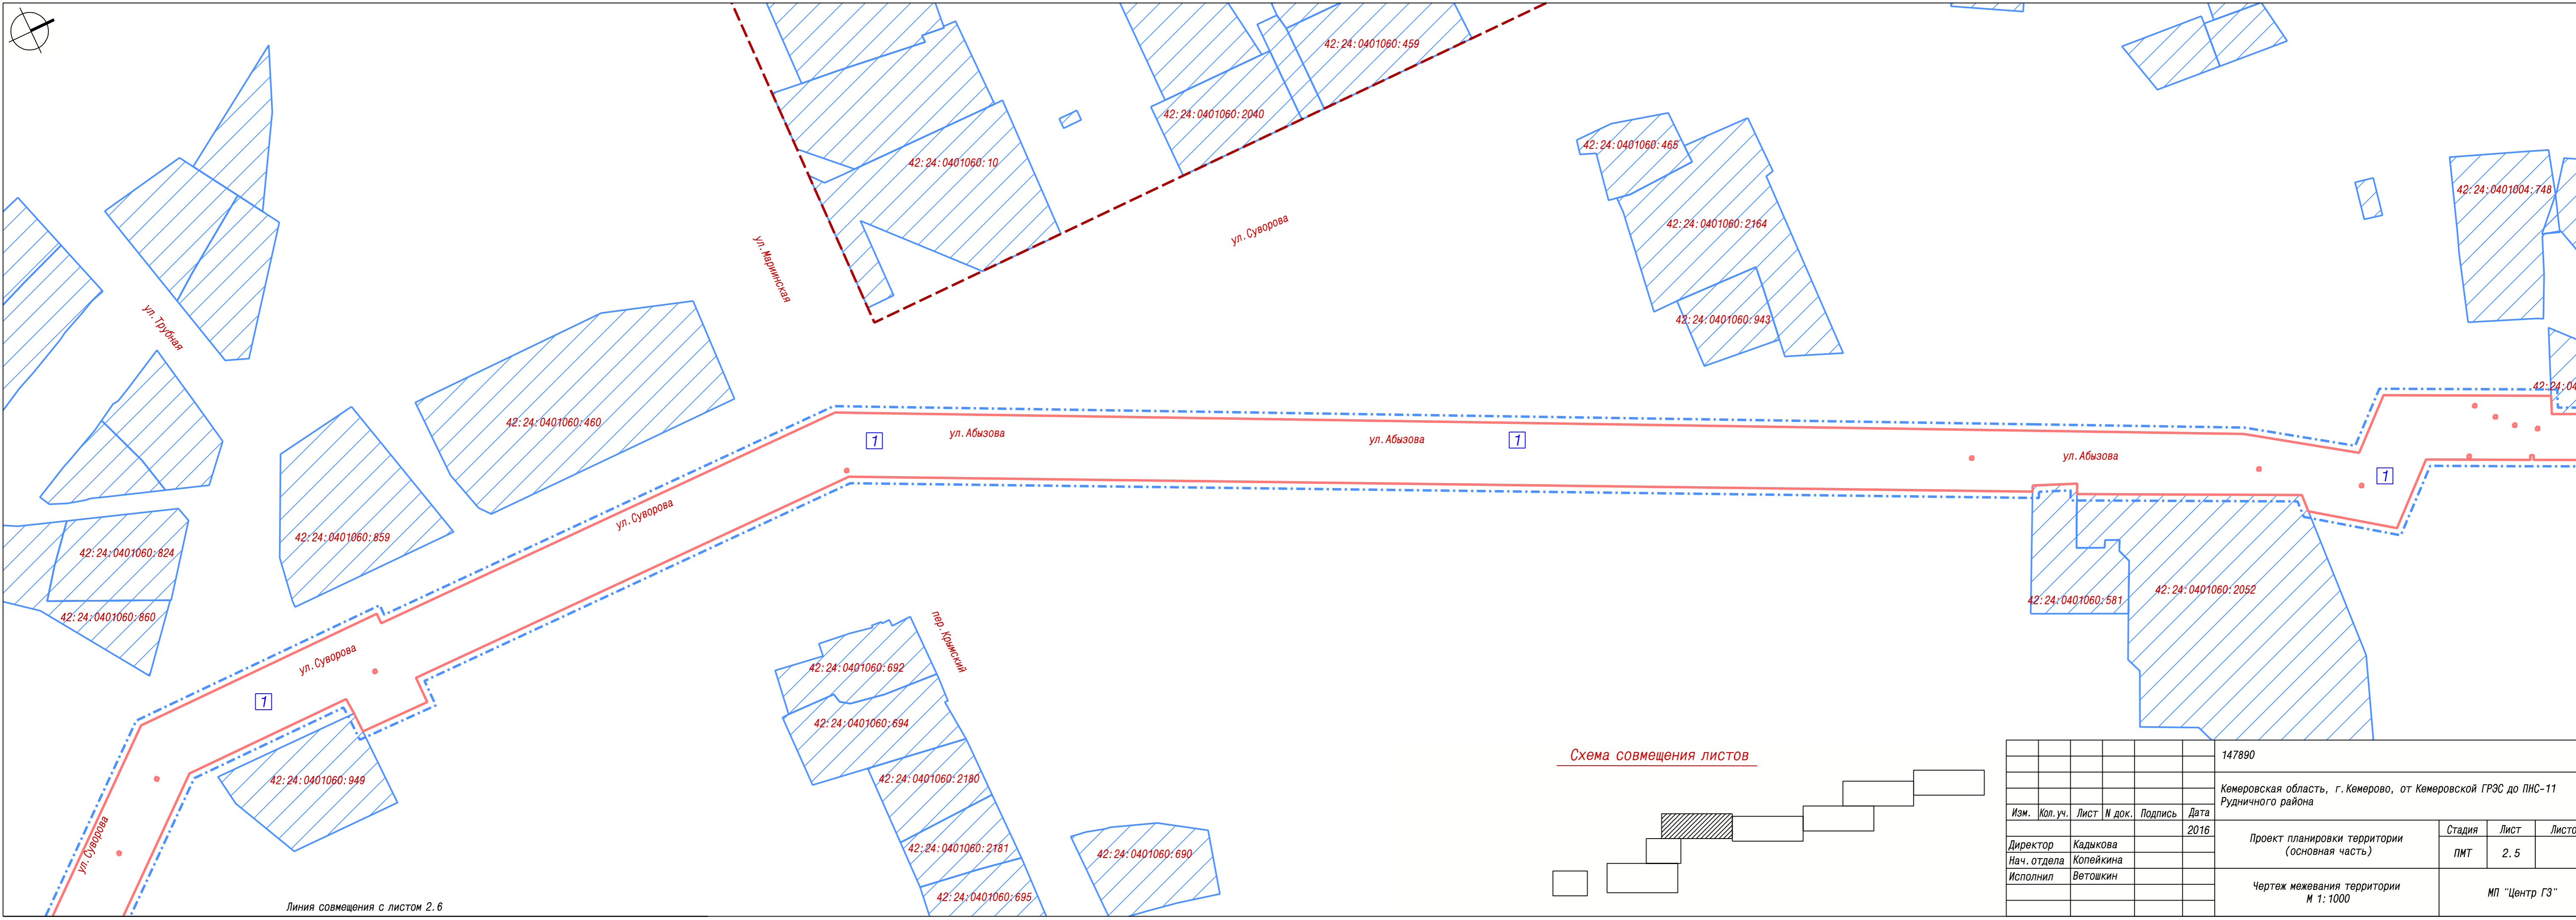 42:24:0401060:459
42:24:0401060:2040
42:24:0401060:10
42:24:0401060:465
42:24:0401060:2164
42:24:0401060:943
42:24:0401004:748
42:24:04
ул.Трубная
ул.Мариинская
ул.Суворова
42:24:0401060:460
42:24:0401060:859
42:24:0401060:824
42:24:0401060:860
1
ул.Абызова
ул.Абызова
1
ул.Абызова
1
ул.Суворова
ул.Суворова
1
ул.Суворова
42:24:0401060:949
пер.Крымский
42:24:0401060:692
42:24:0401060:694
42:24:0401060:2180
42:24:0401060:2181
42:24:0401060:695
42:24:0401060:690
42:24:0401060:581
42:24:0401060:2052
Линия совмещения с листом 2.6
Схема совмещения листов
147890
Кемеровская область, г.Кемерово, от Кемеровской ГРЭС до ПНС-11
Рудничного района
Изм. Кол.уч. Лист N док. Подпись Дата
2016
Директор Кадыкова
Нач.отдела Копейкина
Исполнил Ветошкин
Проект планировки территории
(основная часть)
Стадия Лист Листо
ПМТ 2.5
Чертеж межевания территории
М 1:1000
МП "Центр ГЗ"